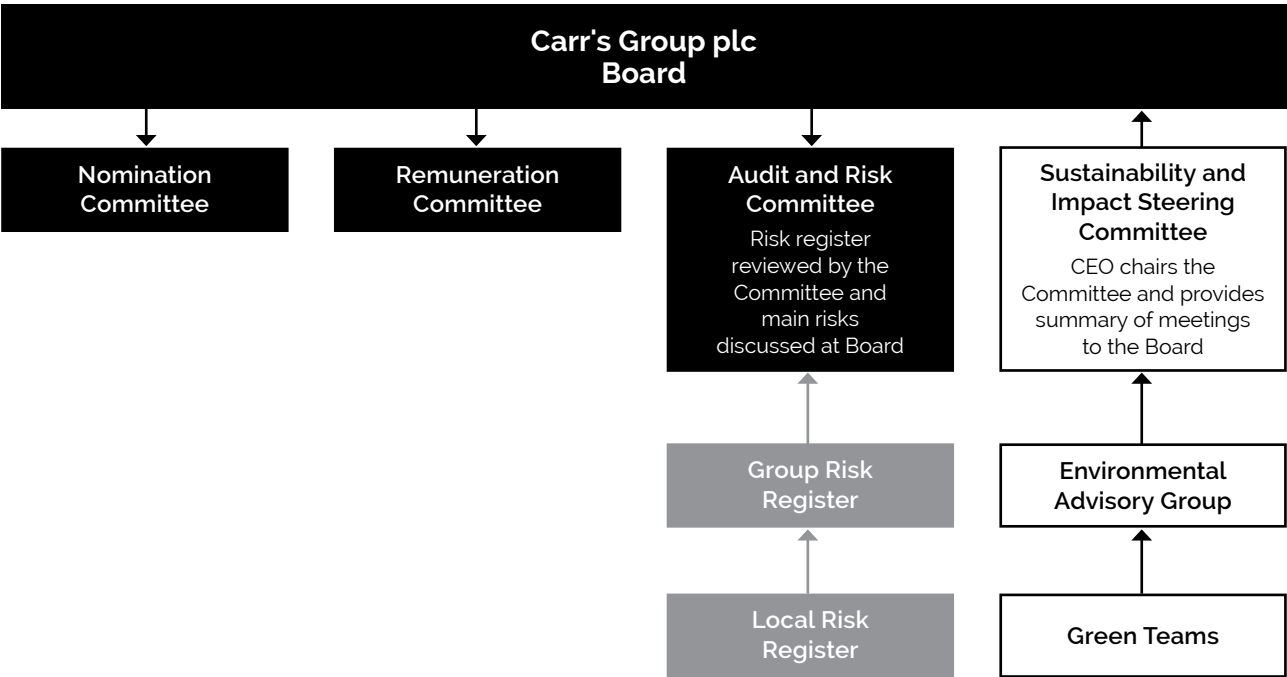 Carr's Group plc
Board
Nomination
Committee
Remuneration
Committee
Audit and Risk
Committee
Risk register
reviewed by the
Committee and
main risks
discussed at Board
Sustainability and
Impact Steering
Committee
CEO chairs the
Committee and provides
summary of meetings
to the Board
Group Risk
Register
Environmental
Advisory Group
Local Risk
Register
Green Teams